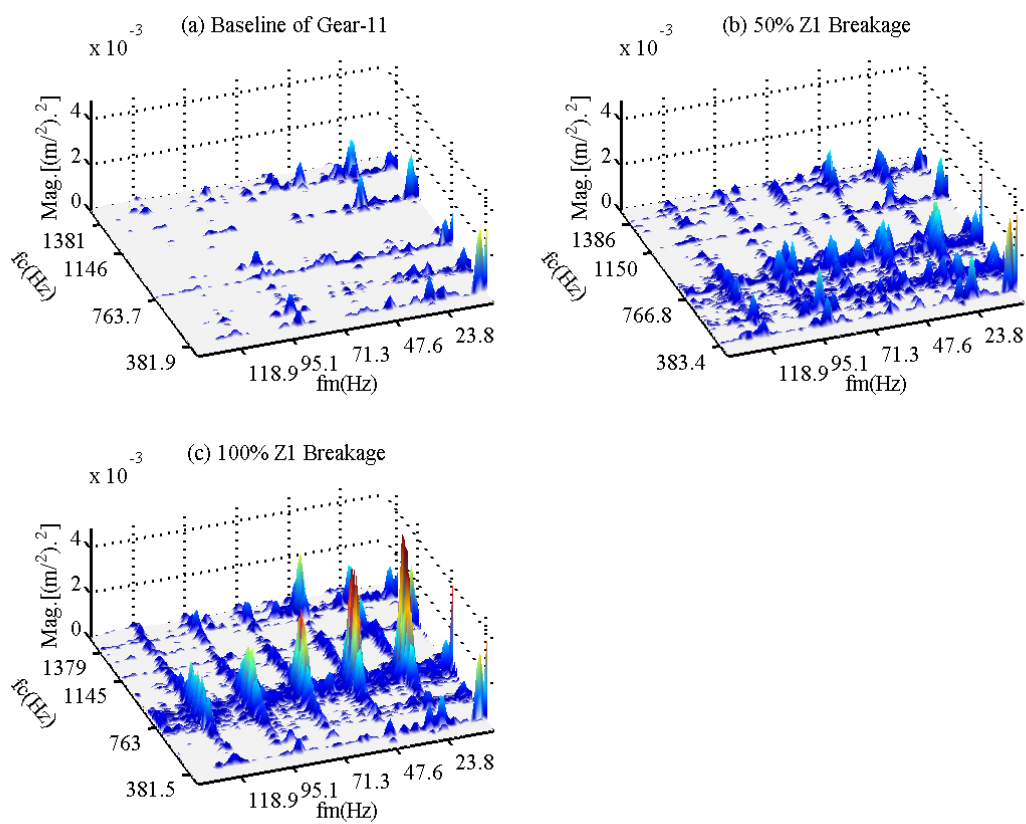 (a) Baseline of Gear-11
x 10^-3
Mag.[(m/²).²]
4
2
0
1381
1146
763.7
381.9
fc(Hz)
118.9
95.1
71.3
47.6
23.8
fm(Hz)
(b) 50% Z1 Breakage
x 10^-3
Mag.[(m/²).²]
4
2
0
1386
1150
766.8
383.4
fc(Hz)
118.9
95.1
71.3
47.6
23.8
fm(Hz)
(c) 100% Z1 Breakage
x 10^-3
Mag.[(m/²).²]
4
2
0
1379
1145
763
381.5
fc(Hz)
118.9
95.1
71.3
47.6
23.8
fm(Hz)